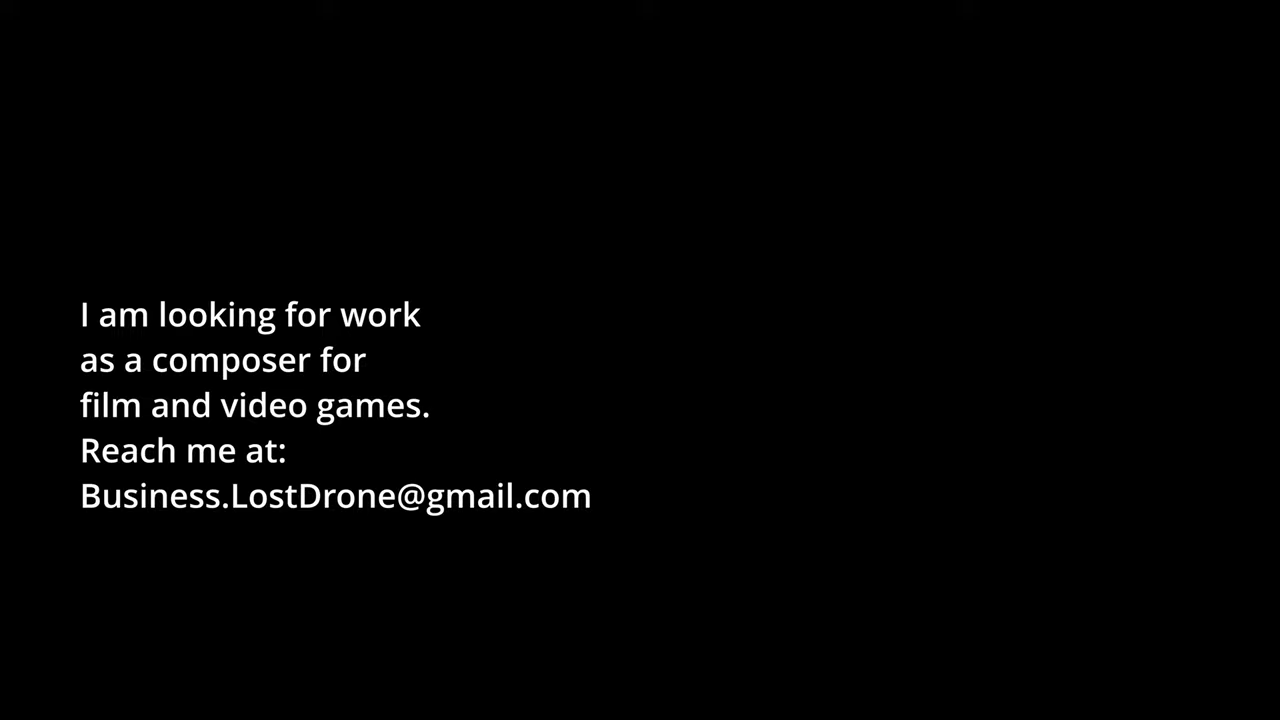 I am looking for work
as a composer for
film and video games.
Reach me at:
Business.LostDrone@gmail.com